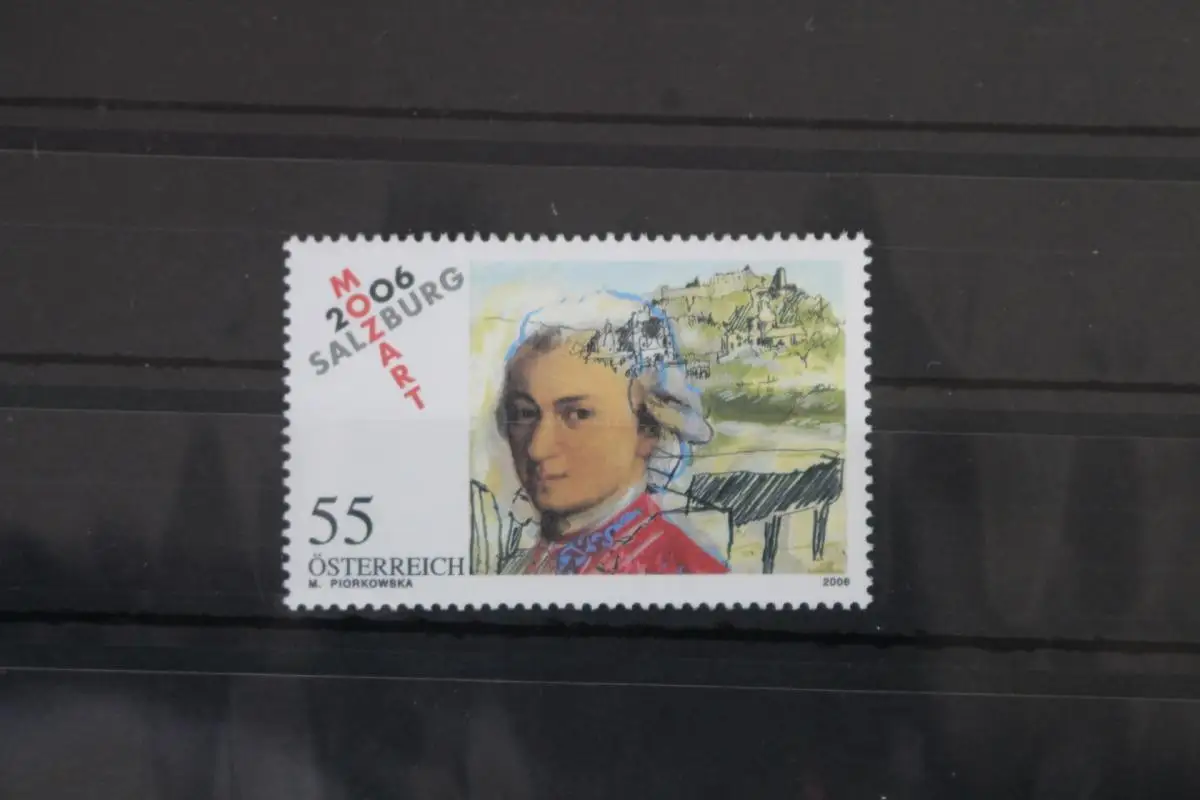 MOZART
2006
SALZBURG
55
ÖSTERREICH
M. PIORKOWSKA
2006